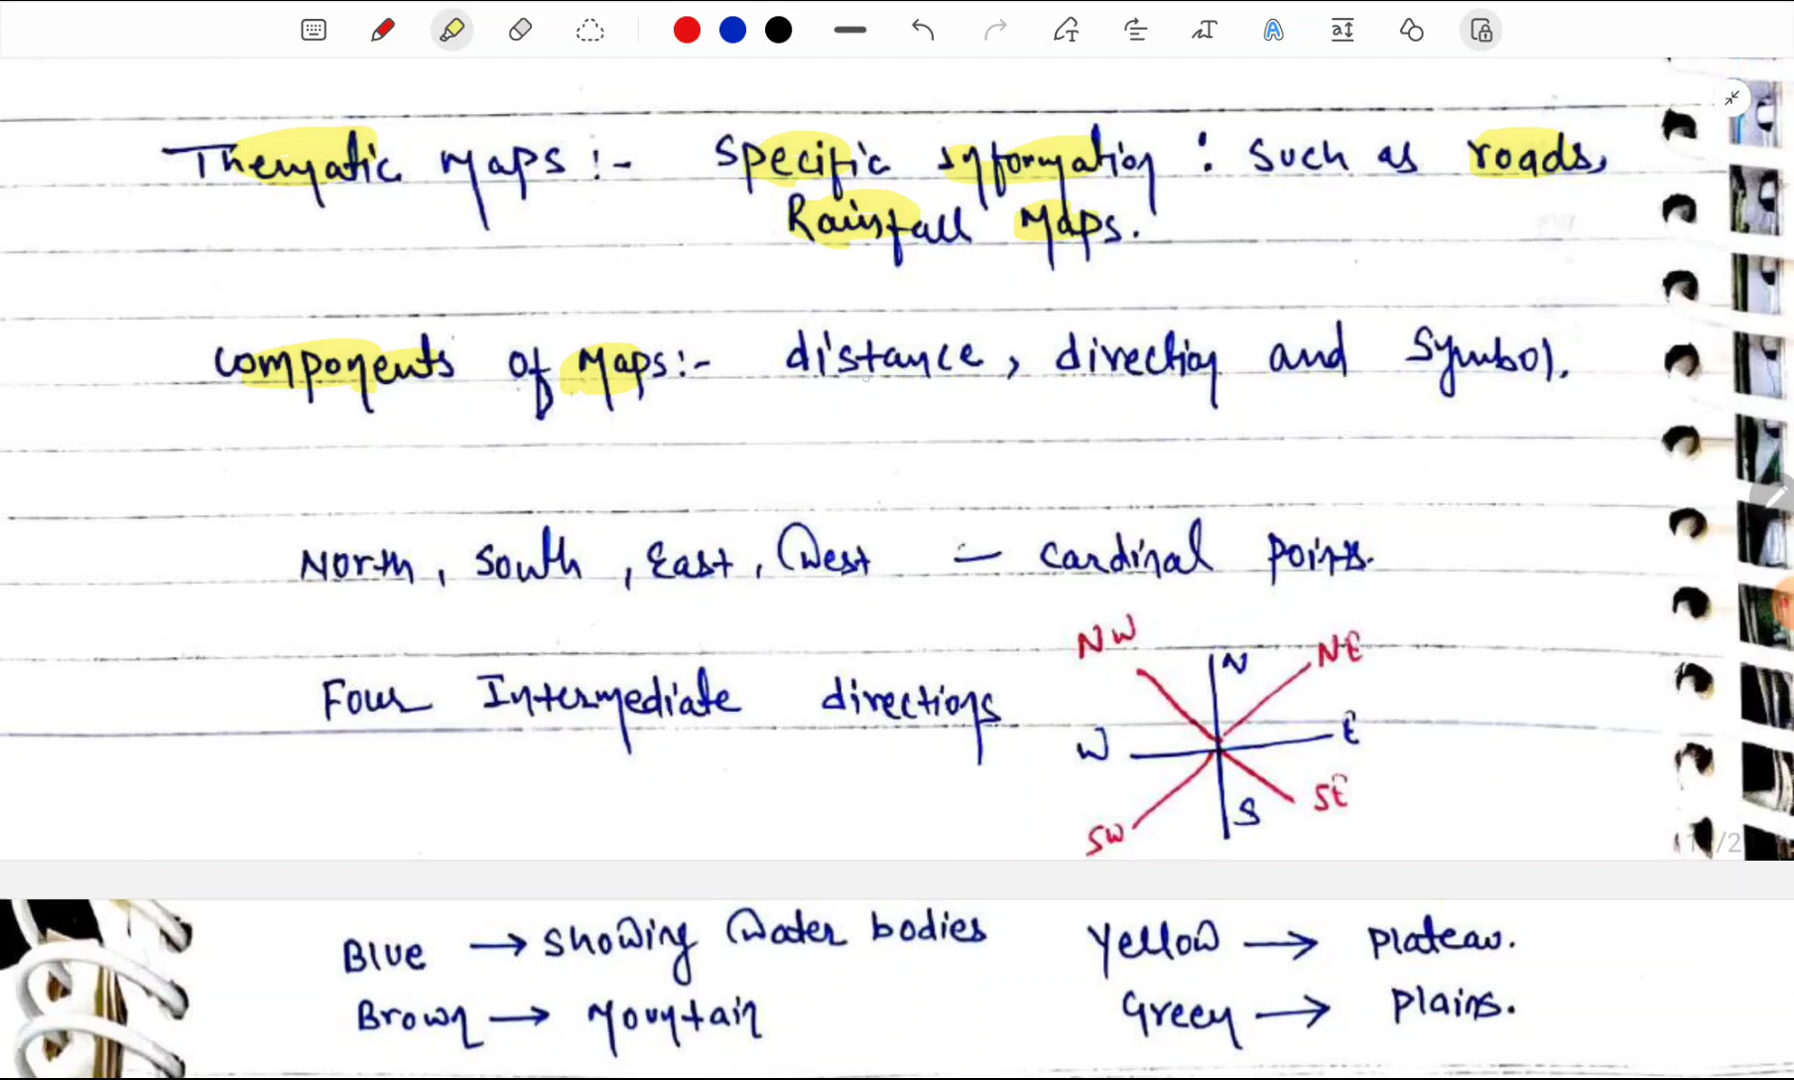 Thematic Maps :- Specific information : Such as roads,
Rainfall Maps.
Components of Maps :- distance, direction and Symbol.
North, South, East, West - Cardinal points.
Four Intermediate directions
NW N NE
W E
SW S SE
Blue → Showing Water bodies Yellow → Plateau.
Brown → Mountain Green → Plains.